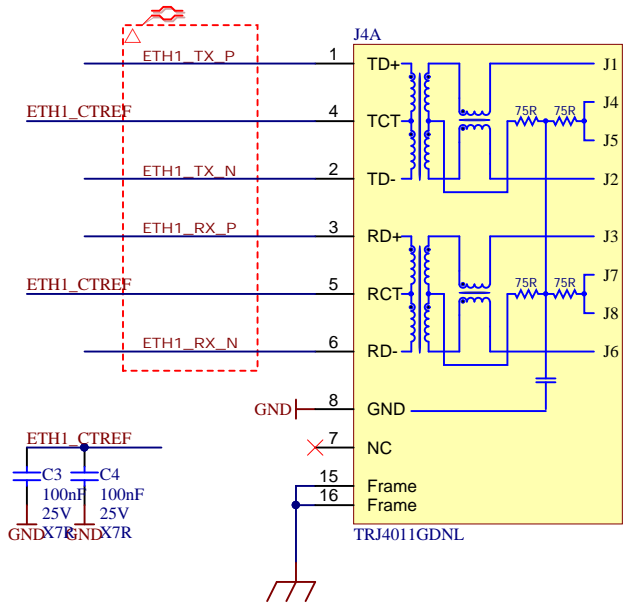 J4A
ETH1_TX_P 1 TD+ J1
ETH1_CTREF 4 TCT 75R 75R J4
J5
ETH1_TX_N 2 TD- J2
ETH1_RX_P 3 RD+ J3
ETH1_CTREF 5 RCT 75R 75R J7
J8
ETH1_RX_N 6 RD- J6
GND 8 GND
7 NC
ETH1_CTREF
C3 C4
100nF 100nF
25V 25V
X7R X7R
GND GND
15 Frame
16 Frame
TRJ4011GDNL